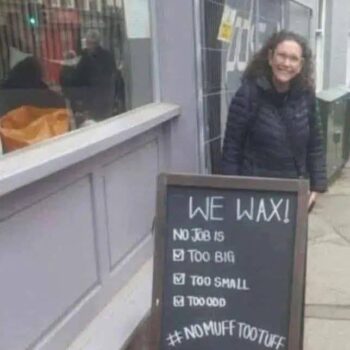 WE WAX!
NO JOB IS
☑ TOO BIG
☑ TOO SMALL
☑ TOO ODD
#NOMUFFTOOTUFF